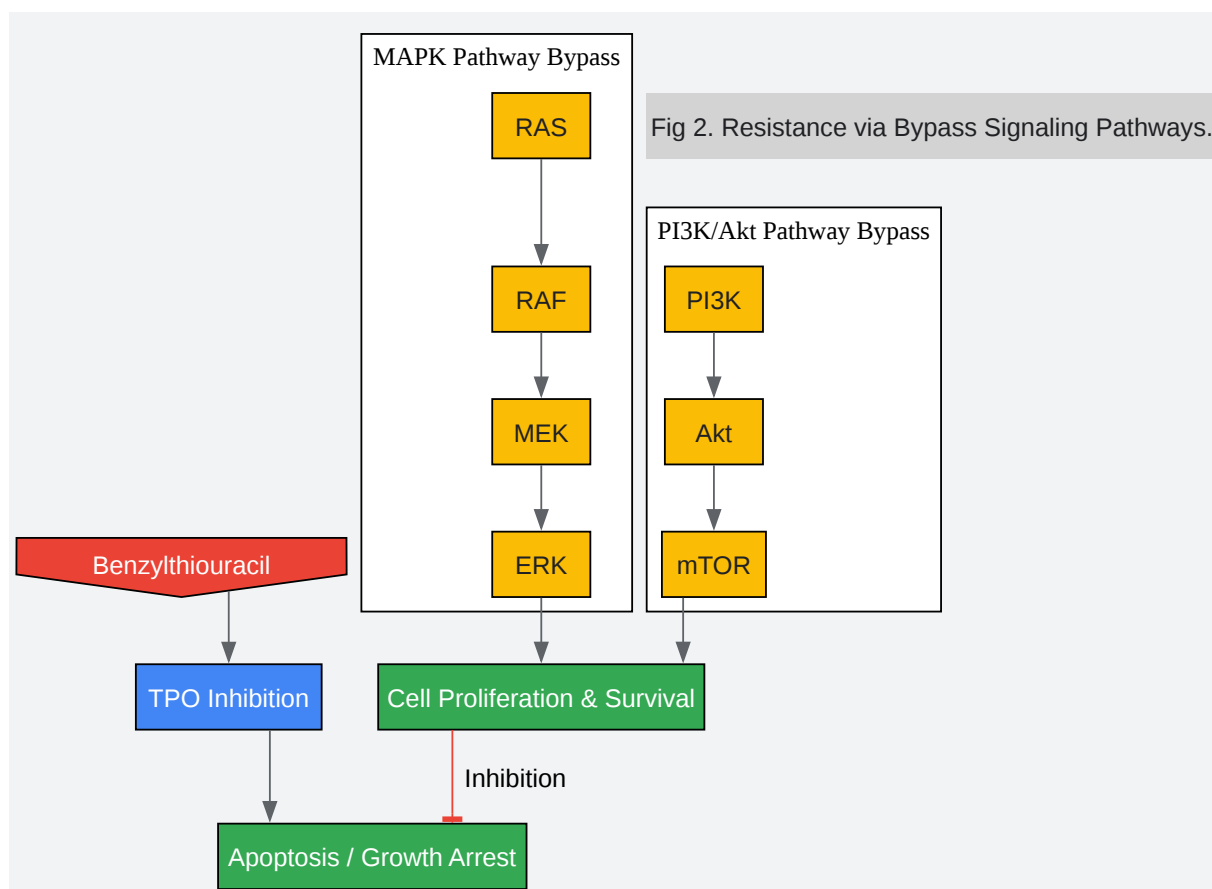 MAPK Pathway Bypass
RAS
Fig 2. Resistance via Bypass Signaling Pathways.
PI3K/Akt Pathway Bypass
RAF
PI3K
MEK
Akt
Benzylthiouracil
ERK
mTOR
TPO Inhibition
Cell Proliferation & Survival
Inhibition
Apoptosis / Growth Arrest